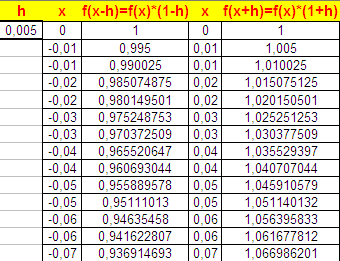 h x f(x-h)=f(x)*(1-h) x f(x+h)=f(x)*(1+h)
0,005 0 1 0 1
-0,01 0,995 0,01 1,005
-0,01 0,990025 0,01 1,010025
-0,02 0,985074875 0,02 1,015075125
-0,02 0,980149501 0,02 1,020150501
-0,03 0,975248753 0,03 1,025251253
-0,03 0,970372509 0,03 1,030377509
-0,04 0,965520647 0,04 1,035529397
-0,04 0,960693044 0,04 1,040707044
-0,05 0,955889578 0,05 1,045910579
-0,05 0,95111013 0,05 1,051140132
-0,06 0,94635458 0,06 1,056395833
-0,06 0,941622807 0,06 1,061677812
-0,07 0,936914693 0,07 1,066986201